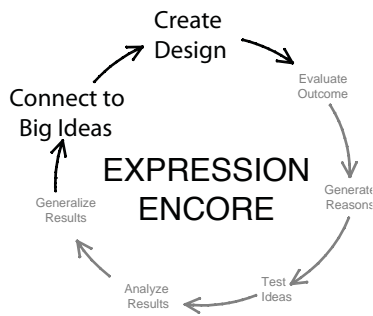 Create
Design
Evaluate
Outcome
Generate
Reasons
Test
Ideas
Analyze
Results
Generalize
Results
Connect to
Big Ideas
EXPRESSION
ENCORE